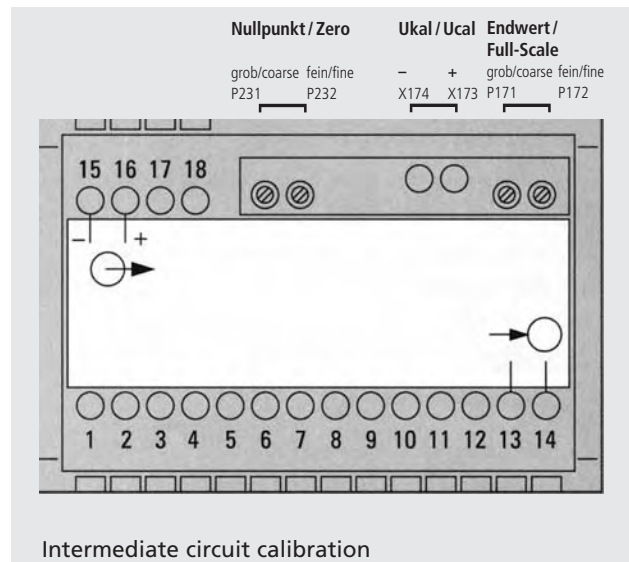 Nullpunkt / Zero Ukal / Ucal Endwert /
Full-Scale
grob/coarse fein/fine – + grob/coarse fein/fine
P231 P232 X174 X173 P171 P172
15 16 17 18
– +
1 2 3 4 5 6 7 8 9 10 11 12 13 14
Intermediate circuit calibration